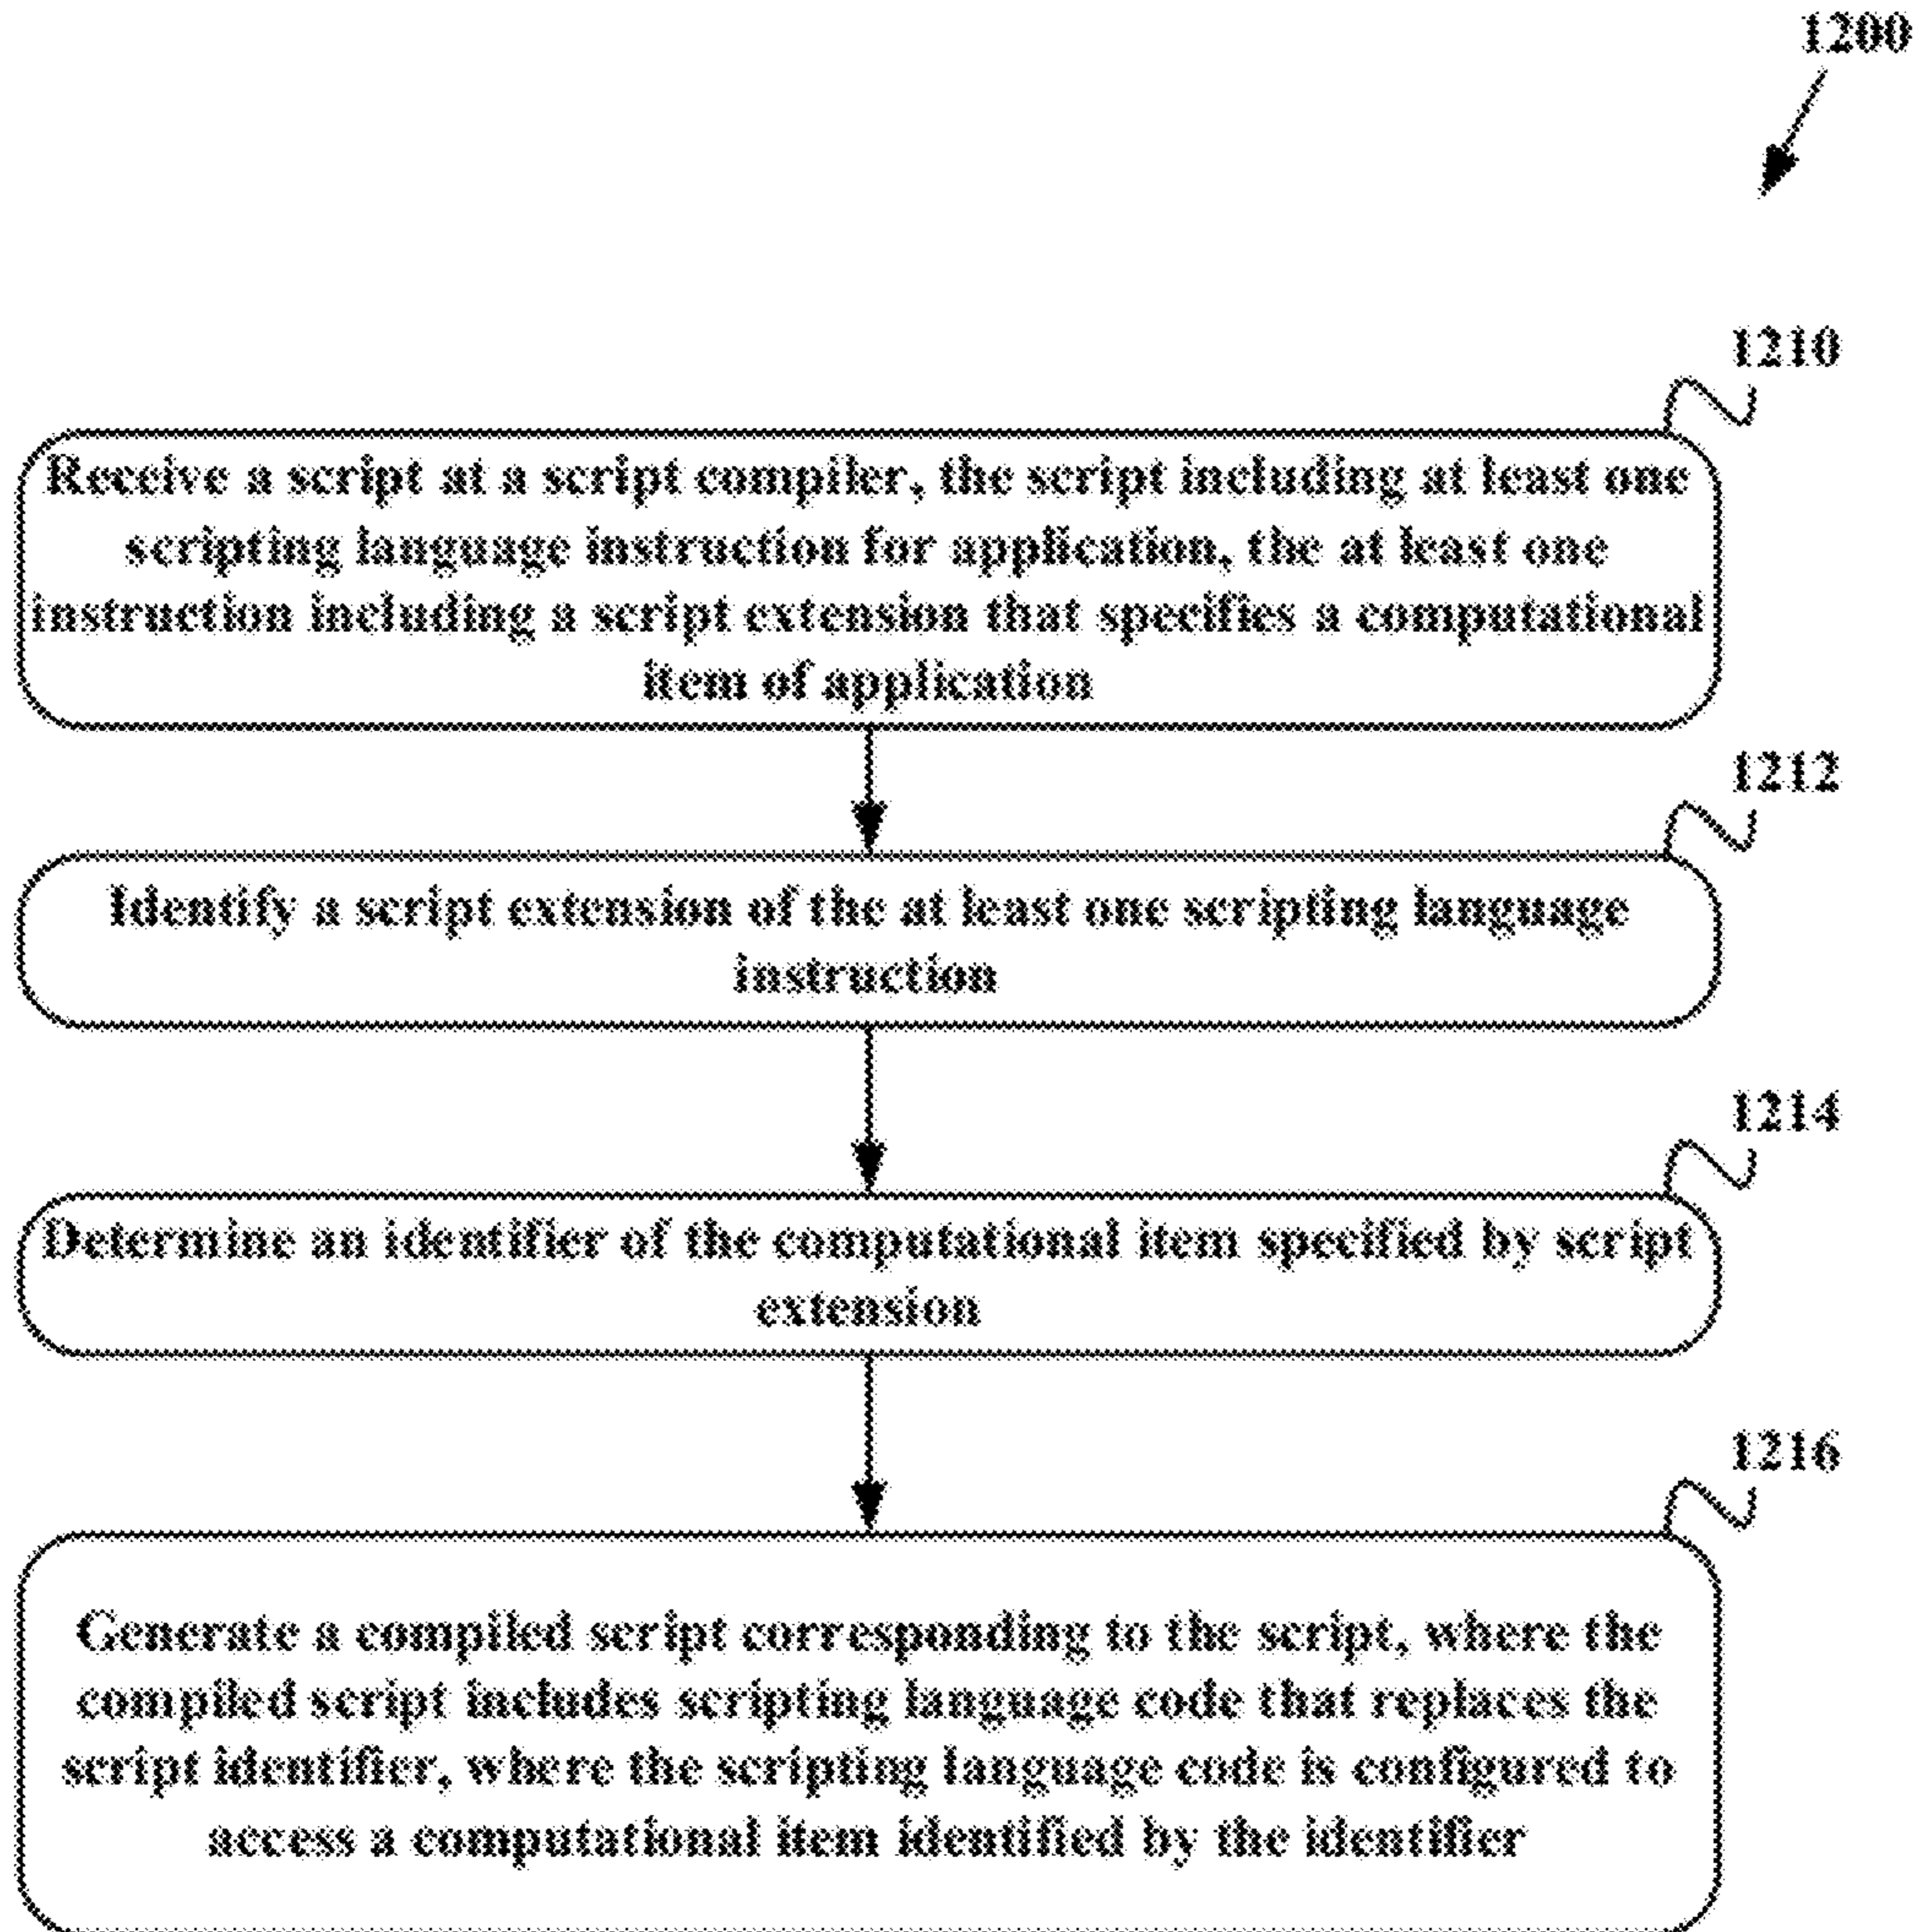 1200
1210
Receive a script at a script compiler, the script including at least one
scripting language instruction for application, the at least one
instruction including a script extension that specifies a computational
item of application
1212
Identify a script extension of the at least one scripting language
instruction
1214
Determine an identifier of the computational item specified by script
extension
1216
Generate a compiled script corresponding to the script, where the
compiled script includes scripting language code that replaces the
script identifier, where the scripting language code is configured to
access a computational item identified by the identifier